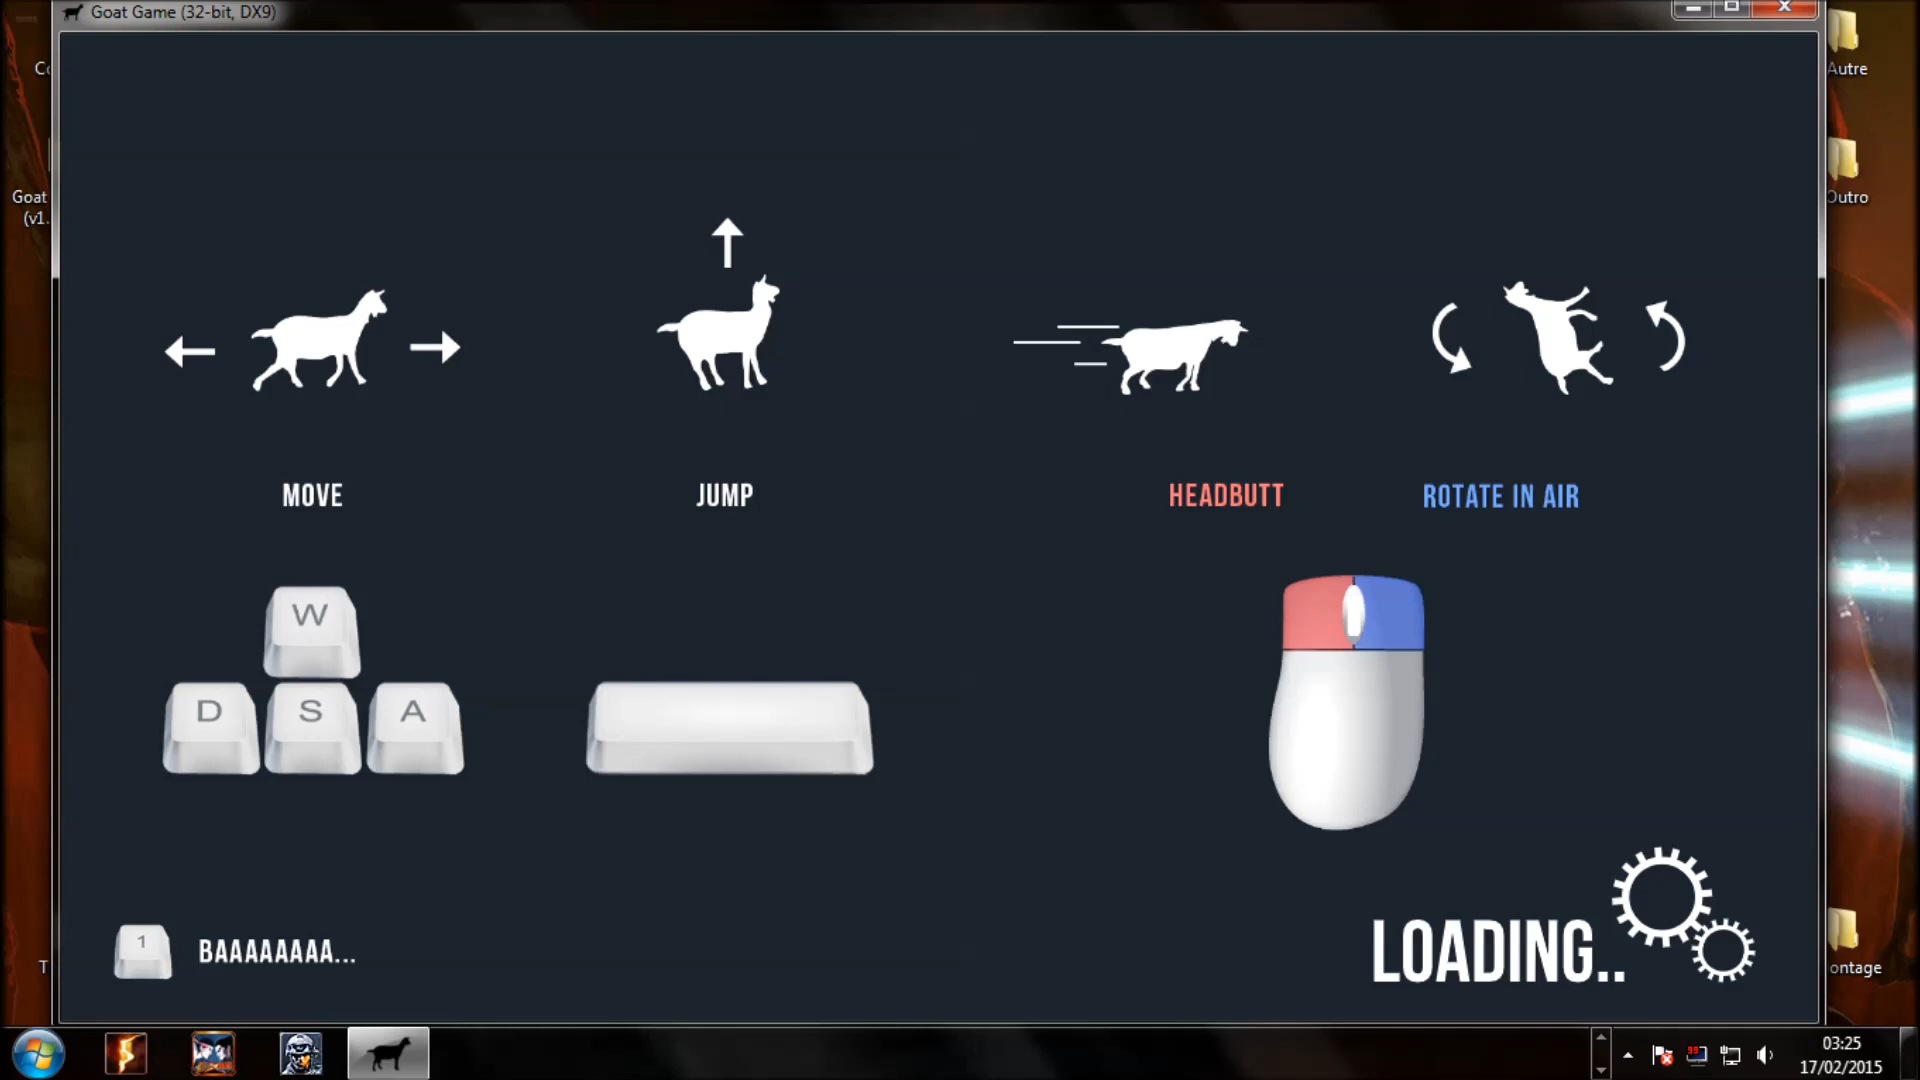 Goat Game (32-bit, DX9)
Autre
Goat
(v1.
Outro
MOVE
JUMP
HEADBUTT
ROTATE IN AIR
W
D S A
1
BAAAAAAAA...
LOADING..
ontage
03:25
17/02/2015